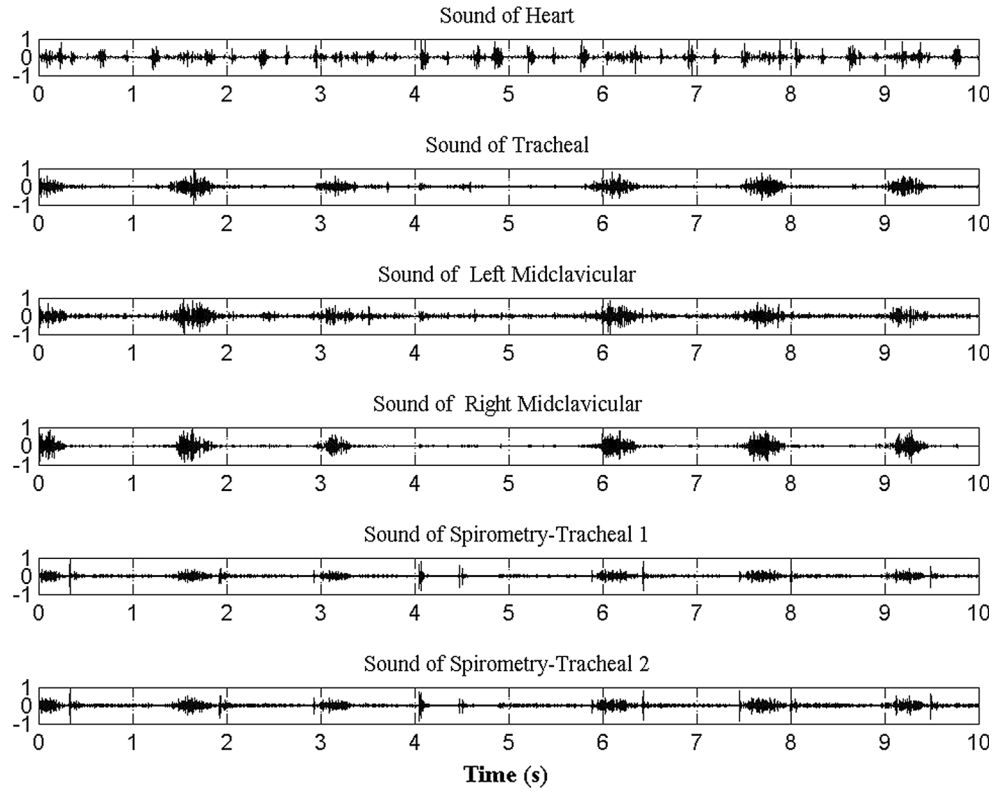 Sound of Heart
1
0
-1
0 1 2 3 4 5 6 7 8 9 10
Sound of Tracheal
1
0
-1
0 1 2 3 4 5 6 7 8 9 10
Sound of Left Midclavicular
1
0
-1
0 1 2 3 4 5 6 7 8 9 10
Sound of Right Midclavicular
1
0
-1
0 1 2 3 4 5 6 7 8 9 10
Sound of Spirometry-Tracheal 1
1
0
-1
0 1 2 3 4 5 6 7 8 9 10
Sound of Spirometry-Tracheal 2
1
0
-1
0 1 2 3 4 5 6 7 8 9 10
Time (s)